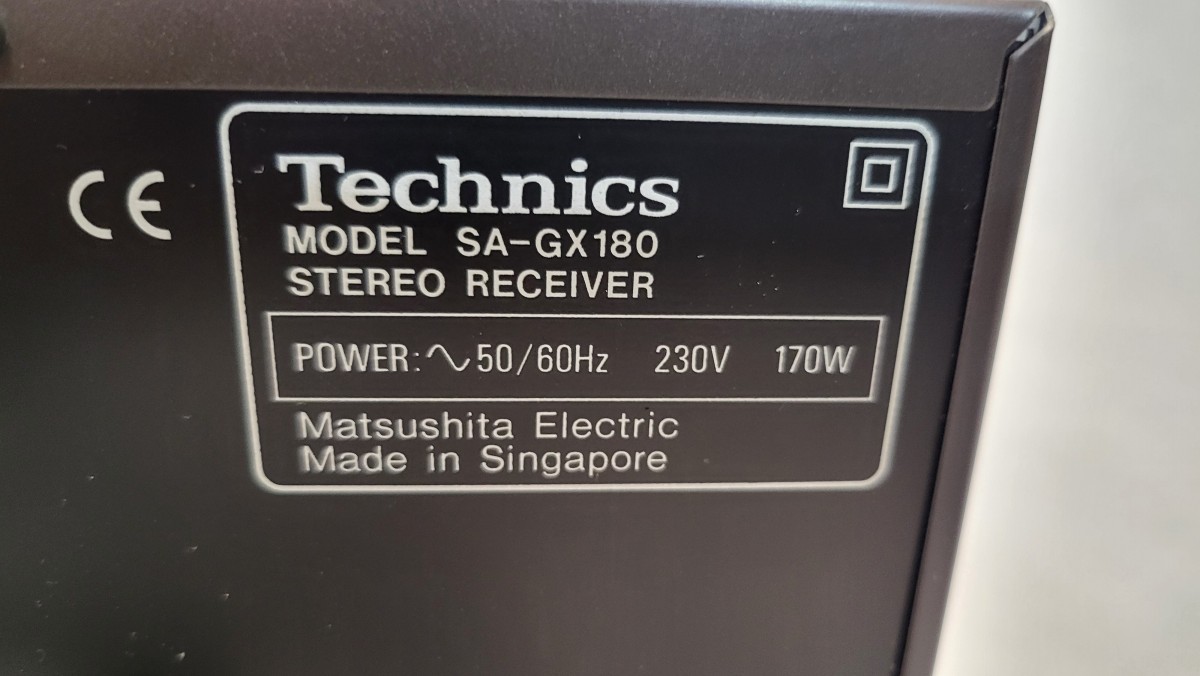 CE
Technics
MODEL SA-GX180
STEREO RECEIVER
POWER:∿50/60Hz 230V 170W
Matsushita Electric
Made in Singapore